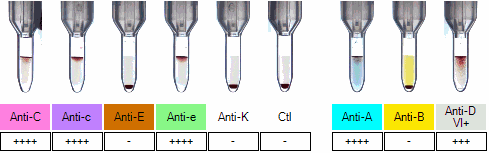 Anti-C Anti-c Anti-E Anti-e Anti-K Ctl Anti-A Anti-B Anti-D VI+
++++ ++++ - ++++ - - ++++ - +++